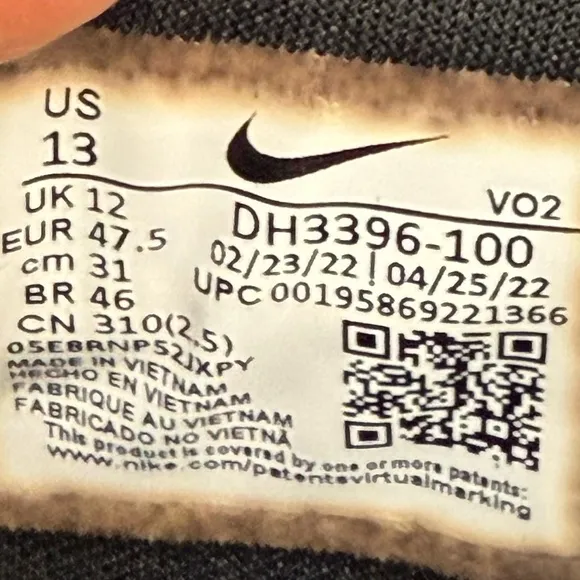 US
13
VO2
UK 12
EUR 47.5
cm 31
BR 46
CN 310(2.5)
DH3396-100
02/23/22 ! 04/25/22
UPC 00195869221366
MADE IN VIETNAM
HECHO EN VIETNAM
FABRIQUE AU VIETNAM
FABRICADO NO VIETNÃ
This product is covered by one or more patents:
www.nike.com/patentsvirtualmarking